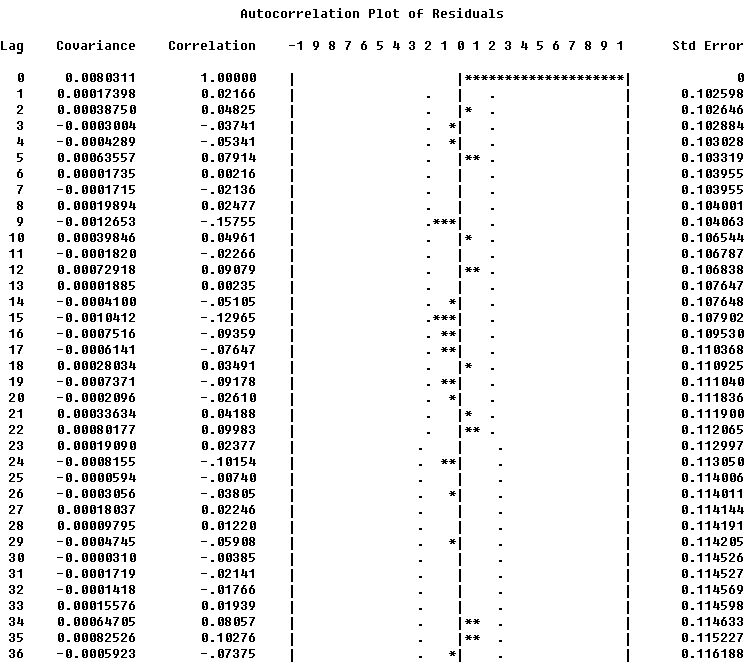 Autocorrelation Plot of Residuals
Lag Covariance Correlation -1 9 8 7 6 5 4 3 2 1 0 1 2 3 4 5 6 7 8 9 1 Std Error
0 0.0080311 1.00000 | |********************| 0
1 0.00017398 0.02166 | . | . | 0.102598
2 0.00038750 0.04825 | . |* . | 0.102646
3 -0.0003004 -.03741 | . *| . | 0.102884
4 -0.0004289 -.05341 | . *| . | 0.103028
5 0.00063557 0.07914 | . |** . | 0.103319
6 0.00001735 0.00216 | . | . | 0.103955
7 -0.0001715 -.02136 | . | . | 0.103955
8 0.00019894 0.02477 | . | . | 0.104001
9 -0.0012653 -.15755 | .***| . | 0.104063
10 0.00039846 0.04961 | . |* . | 0.106544
11 -0.0001820 -.02266 | . | . | 0.106787
12 0.00072918 0.09079 | . |** . | 0.106838
13 0.00001885 0.00235 | . | . | 0.107647
14 -0.0004100 -.05105 | . *| . | 0.107648
15 -0.0010412 -.12965 | .***| . | 0.107902
16 -0.0007516 -.09359 | . **| . | 0.109530
17 -0.0006141 -.07647 | . **| . | 0.110368
18 0.00028034 0.03491 | . |* . | 0.110925
19 -0.0007371 -.09178 | . **| . | 0.111040
20 -0.0002096 -.02610 | . *| . | 0.111836
21 0.00033634 0.04188 | . |* . | 0.111900
22 0.00080177 0.09983 | . |** . | 0.112065
23 0.00019090 0.02377 | . | . | 0.112997
24 -0.0008155 -.10154 | . **| . | 0.113050
25 -0.0000594 -.00740 | . | . | 0.114006
26 -0.0003056 -.03805 | . *| . | 0.114011
27 0.00018037 0.02246 | . | . | 0.114144
28 0.00009795 0.01220 | . | . | 0.114191
29 -0.0004745 -.05908 | . *| . | 0.114205
30 -0.0000310 -.00385 | . | . | 0.114526
31 -0.0001719 -.02141 | . | . | 0.114527
32 -0.0001418 -.01766 | . | . | 0.114569
33 0.00015576 0.01939 | . | . | 0.114598
34 0.00064705 0.08057 | . |** . | 0.114633
35 0.00082526 0.10276 | . |** . | 0.115227
36 -0.0005923 -.07375 | . *| . | 0.116188